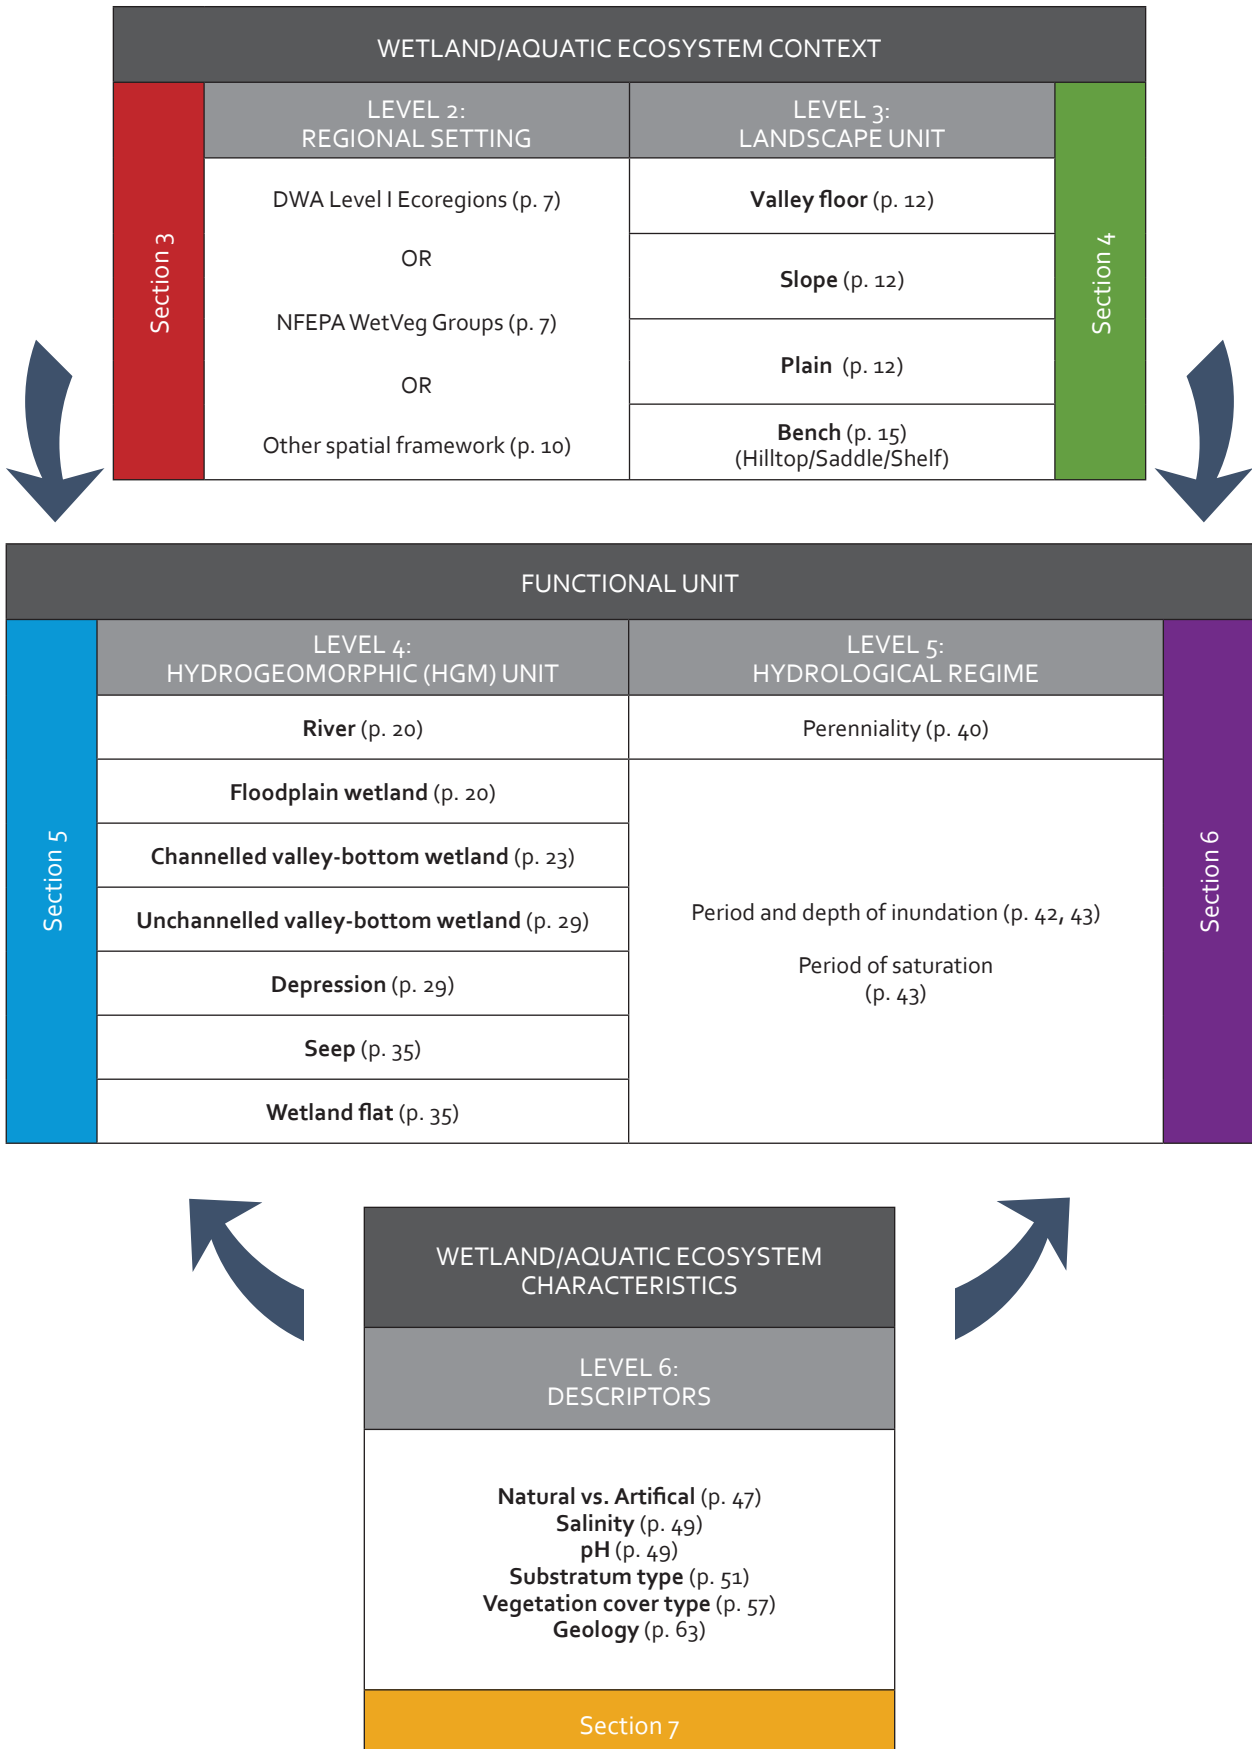 WETLAND/AQUATIC ECOSYSTEM CONTEXT
Section 3
LEVEL 2:
REGIONAL SETTING
DWA Level I Ecoregions (p. 7)
OR
NFEPA WetVeg Groups (p. 7)
OR
Other spatial framework (p. 10)
LEVEL 3:
LANDSCAPE UNIT
Valley floor (p. 12)
Slope (p. 12)
Plain (p. 12)
Bench (p. 15)
(Hilltop/Saddle/Shelf)
Section 4
FUNCTIONAL UNIT
Section 5
LEVEL 4:
HYDROGEOMORPHIC (HGM) UNIT
River (p. 20)
Floodplain wetland (p. 20)
Channelled valley-bottom wetland (p. 23)
Unchannelled valley-bottom wetland (p. 29)
Depression (p. 29)
Seep (p. 35)
Wetland flat (p. 35)
LEVEL 5:
HYDROLOGICAL REGIME
Perenniality (p. 40)
Period and depth of inundation (p. 42, 43)
Period of saturation
(p. 43)
Section 6
WETLAND/AQUATIC ECOSYSTEM
CHARACTERISTICS
LEVEL 6:
DESCRIPTORS
Natural vs. Artifical (p. 47)
Salinity (p. 49)
pH (p. 49)
Substratum type (p. 51)
Vegetation cover type (p. 57)
Geology (p. 63)
Section 7